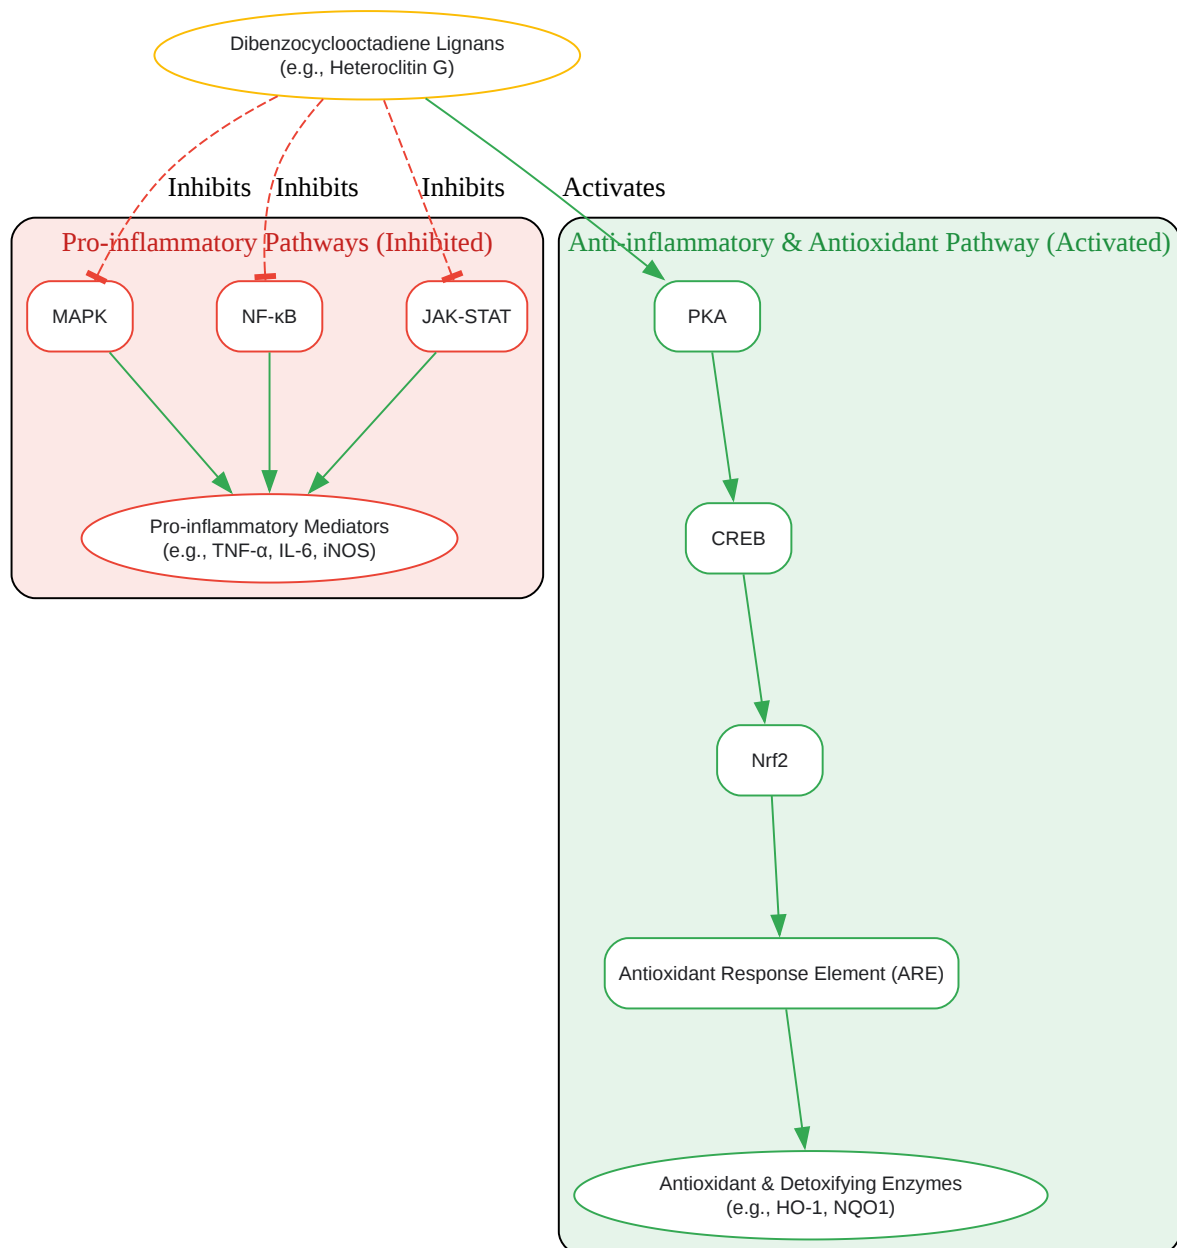 Dibenzocyclooctadiene Lignans
(e.g., Heteroclitin G)
Inhibits
Inhibits
Inhibits
Activates
Pro-inflammatory Pathways (Inhibited)
Anti-inflammatory & Antioxidant Pathway (Activated)
MAPK
NF-κB
JAK-STAT
PKA
Pro-inflammatory Mediators
(e.g., TNF-α, IL-6, iNOS)
CREB
Nrf2
Antioxidant Response Element (ARE)
Antioxidant & Detoxifying Enzymes
(e.g., HO-1, NQO1)